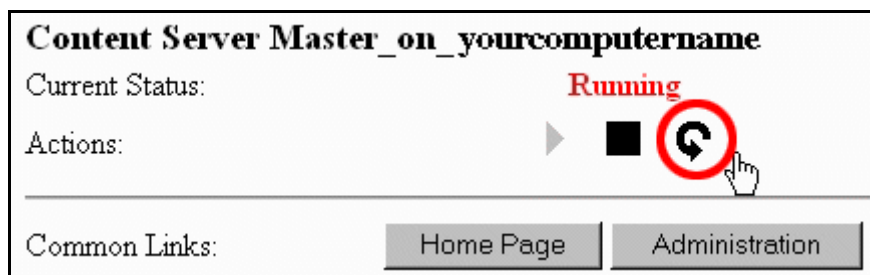 Content Server Master_on_yourcomputername
Current Status: Running
Actions:
Common Links: Home Page Administration